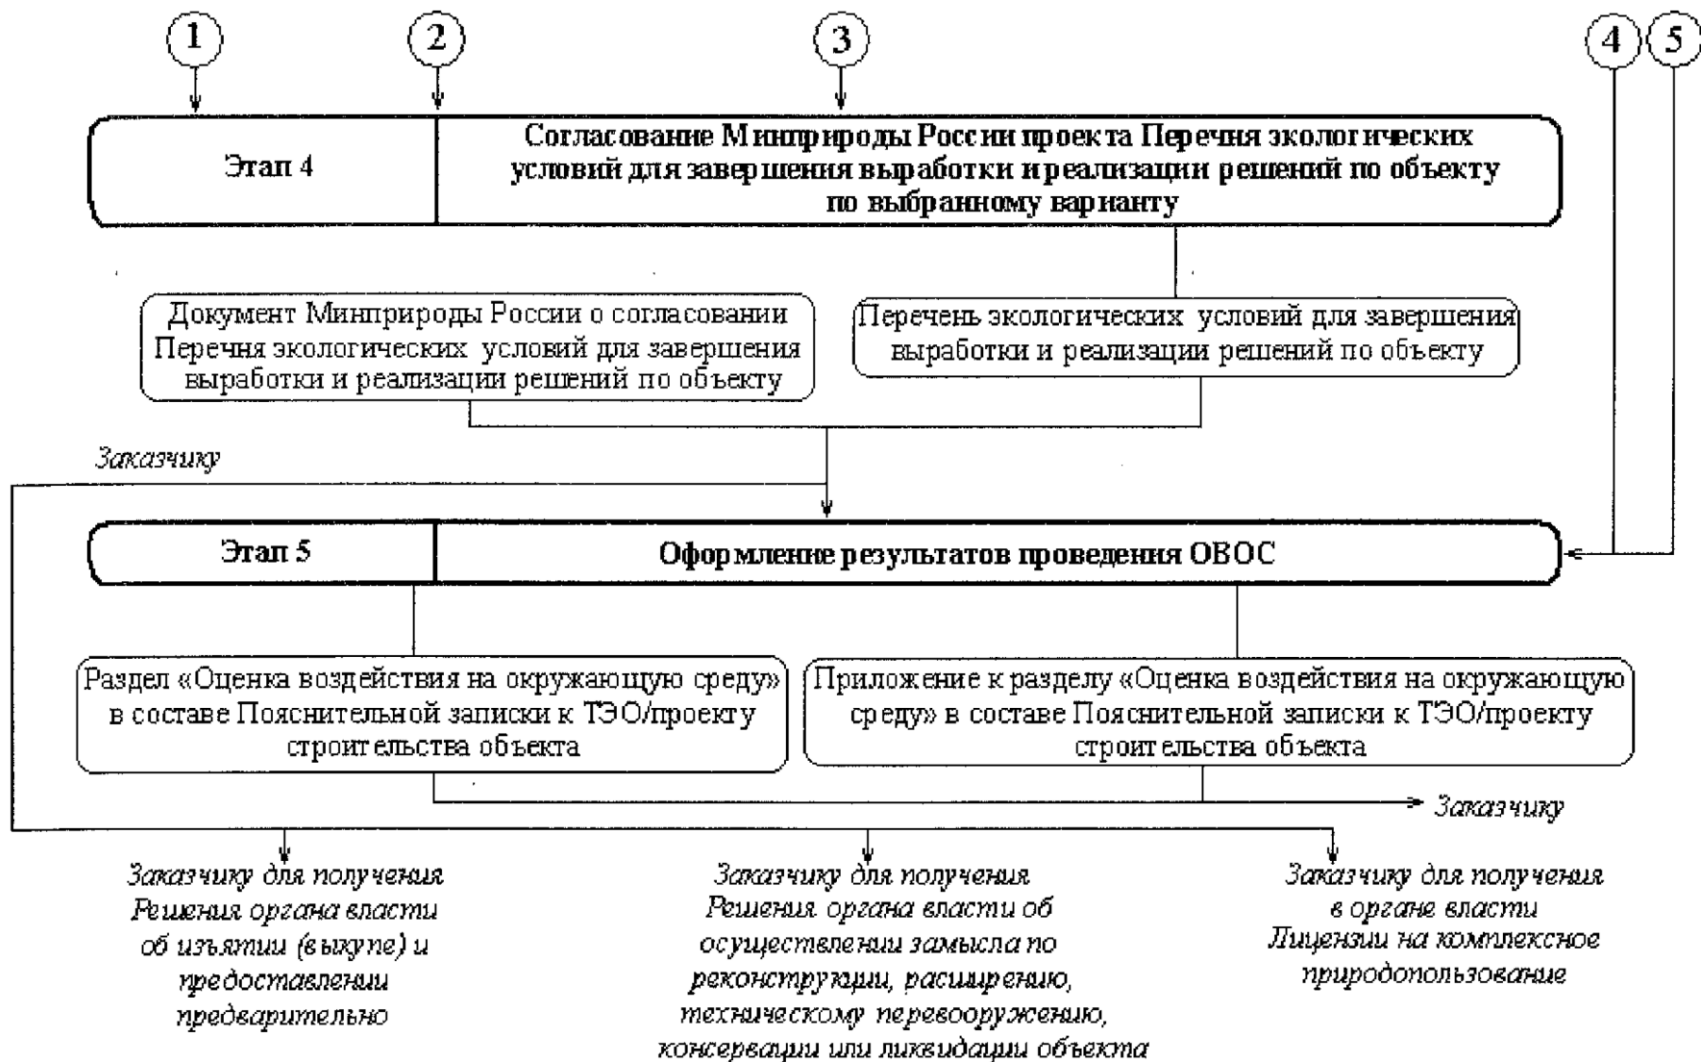 1
2
3
4
5
Этап 4
Согласование Минприроды России проекта Перечня экологических
условий для завершения выработки и реализации решений по объекту
по выбранному варианту
Документ Минприроды России о согласовании
Перечня экологических условий для завершения
выработки и реализации решений по объекту
Перечень экологических условий для завершения
выработки и реализации решений по объекту
Заказчику
Этап 5
Оформление результатов проведения ОВОС
Раздел «Оценка воздействия на окружающую среду»
в составе Пояснительной записки к ТЭО/проекту
строительства объекта
Приложение к разделу «Оценка воздействия на окружающую
среду» в составе Пояснительной записки к ТЭО/проекту
строительства объекта
Заказчику
Заказчику для получения
Решения органа власти
об изъятии (выкупе) и
предоставлении
предварительно
Заказчику для получения
Решения органа власти об
осуществлении замысла по
реконструкции, расширению,
техническому перевооружению,
консервации или ликвидации объекта
Заказчику для получения
в органе власти
Лицензии на комплексное
природопользование